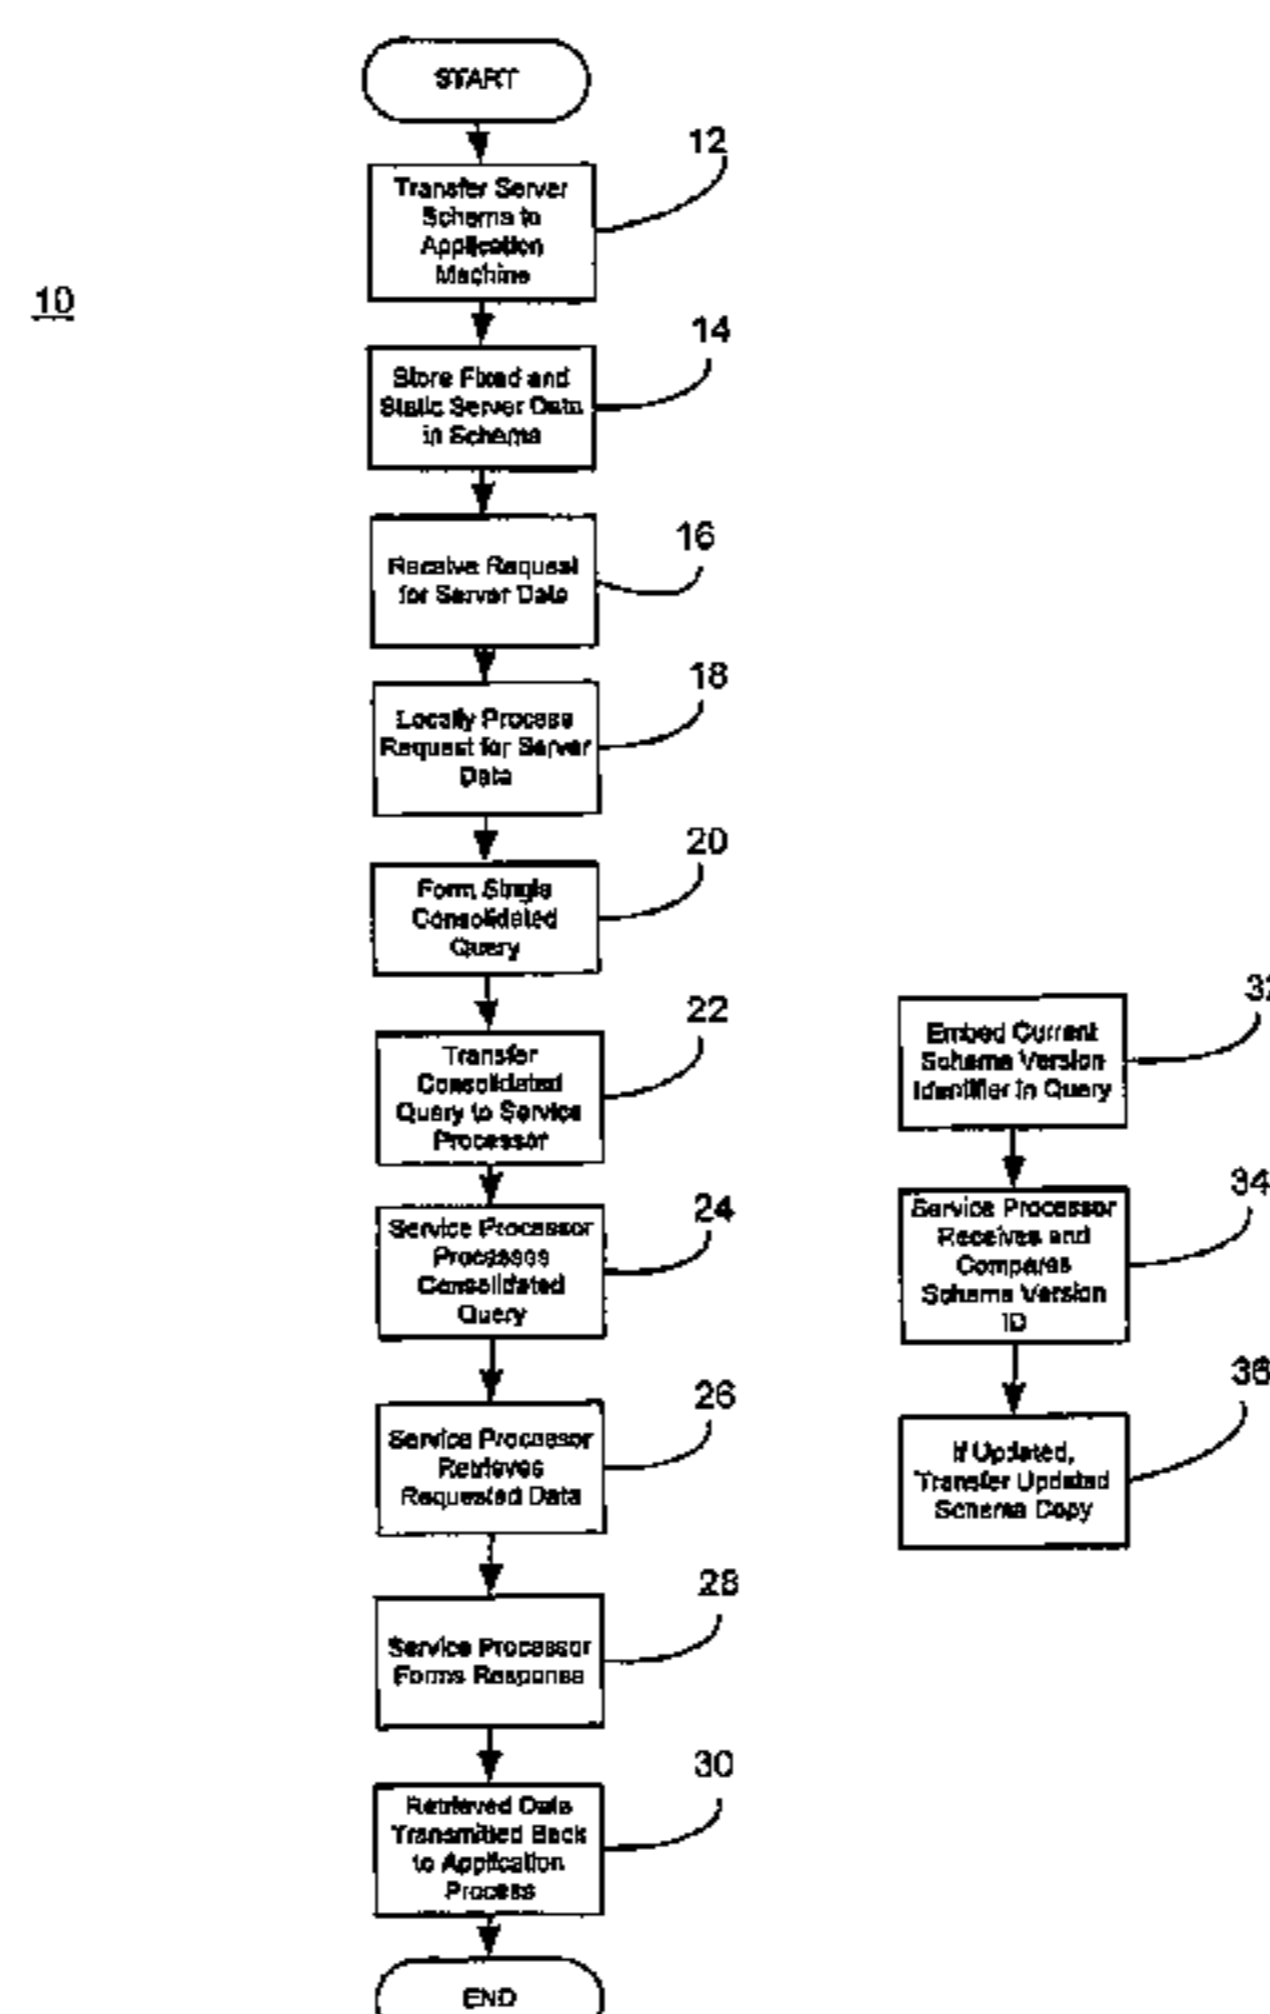 START
12
Transfer Server
Schema to
Application
Machine
10
14
Store Fixed and
Static Server Data
in Schema
16
Receive Request
for Server Data
18
Locally Process
Request for Server
Data
20
Form Single
Consolidated
Query
22
Transfer
Consolidated
Query to Service
Processor
24
Service Processor
Processes
Consolidated
Query
26
Service Processor
Retrieves
Requested Data
28
Service Processor
Forms Response
30
Retrieved Data
Transmitted Back
to Application
Process
END
32
Embed Current
Schema Version
Identifier in Query
34
Service Processor
Receives and
Compares
Schema Version
ID
36
If Updated,
Transfer Updated
Schema Copy